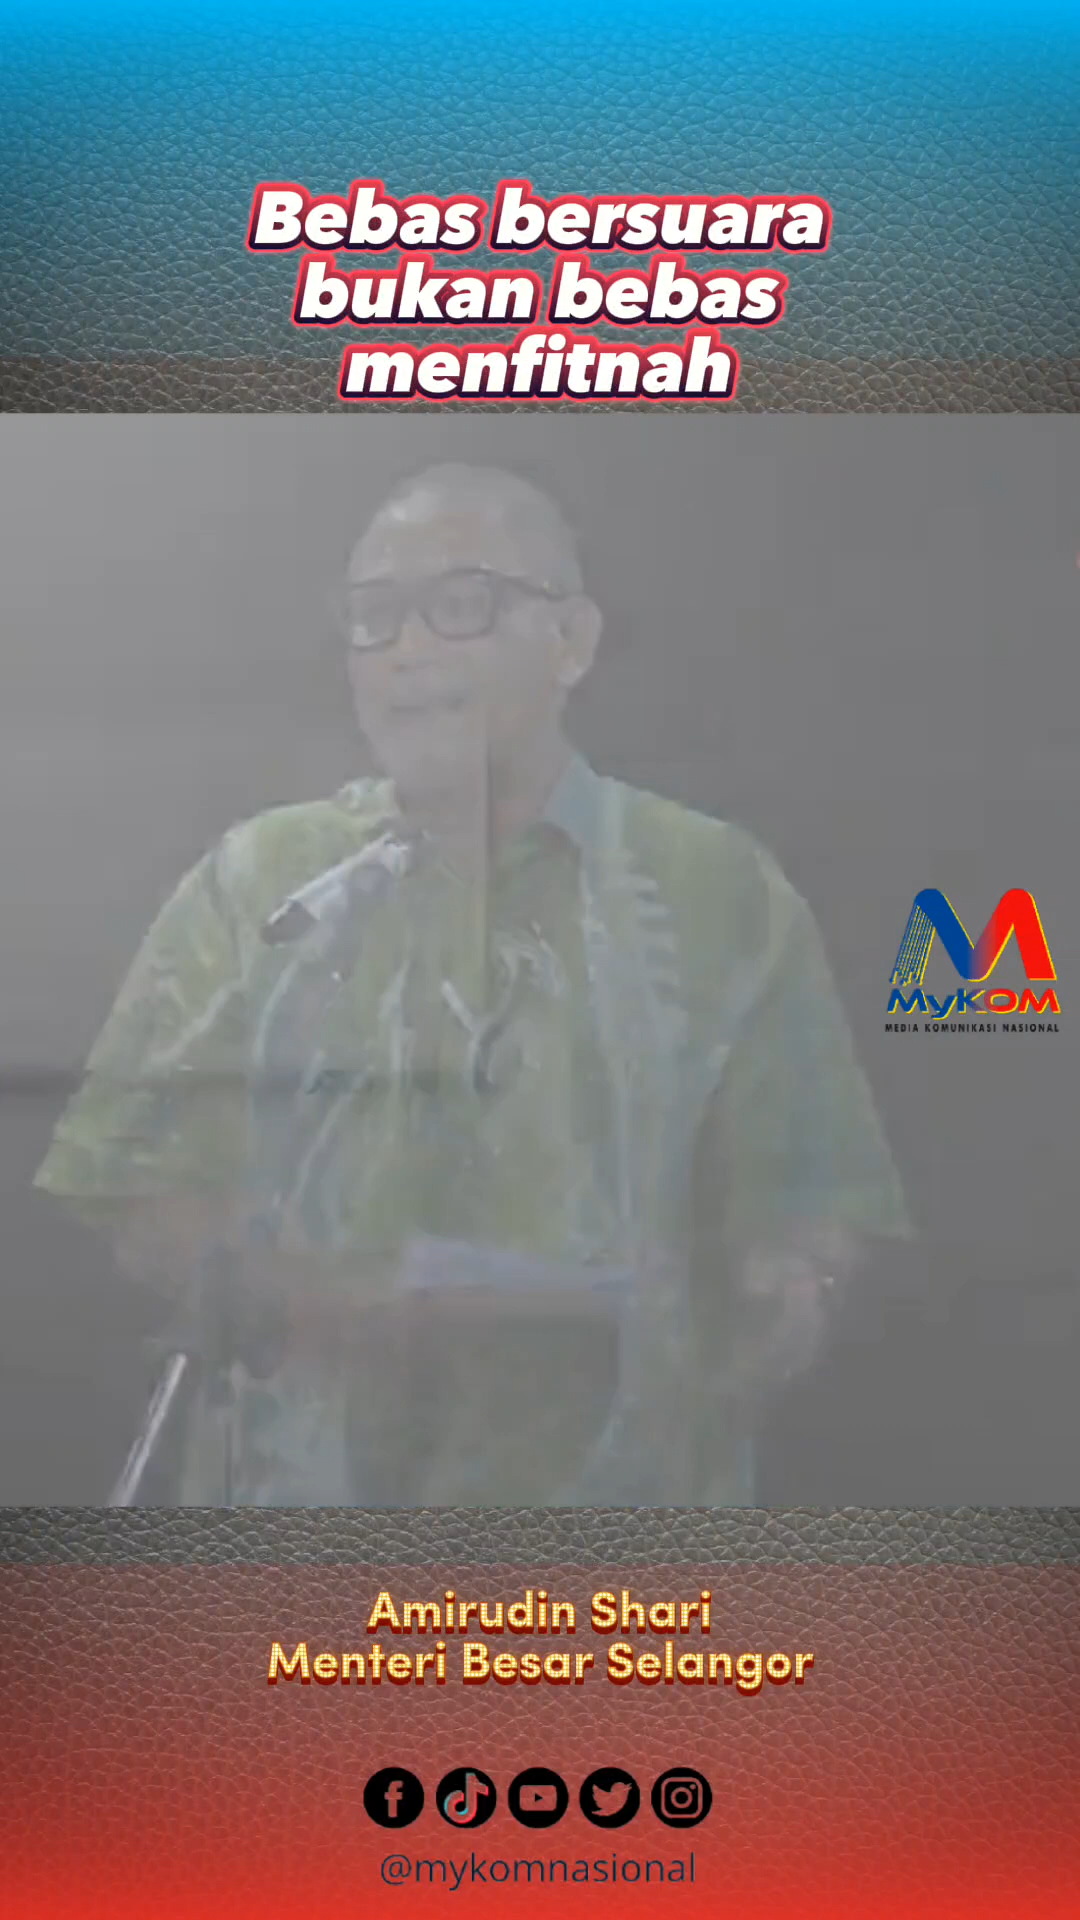 Bebas bersuara
bukan bebas
menfitnah
MyKOM
MEDIA KOMUNIKASI NASIONAL
Amirudin Shari
Menteri Besar Selangor
@mykomnasional